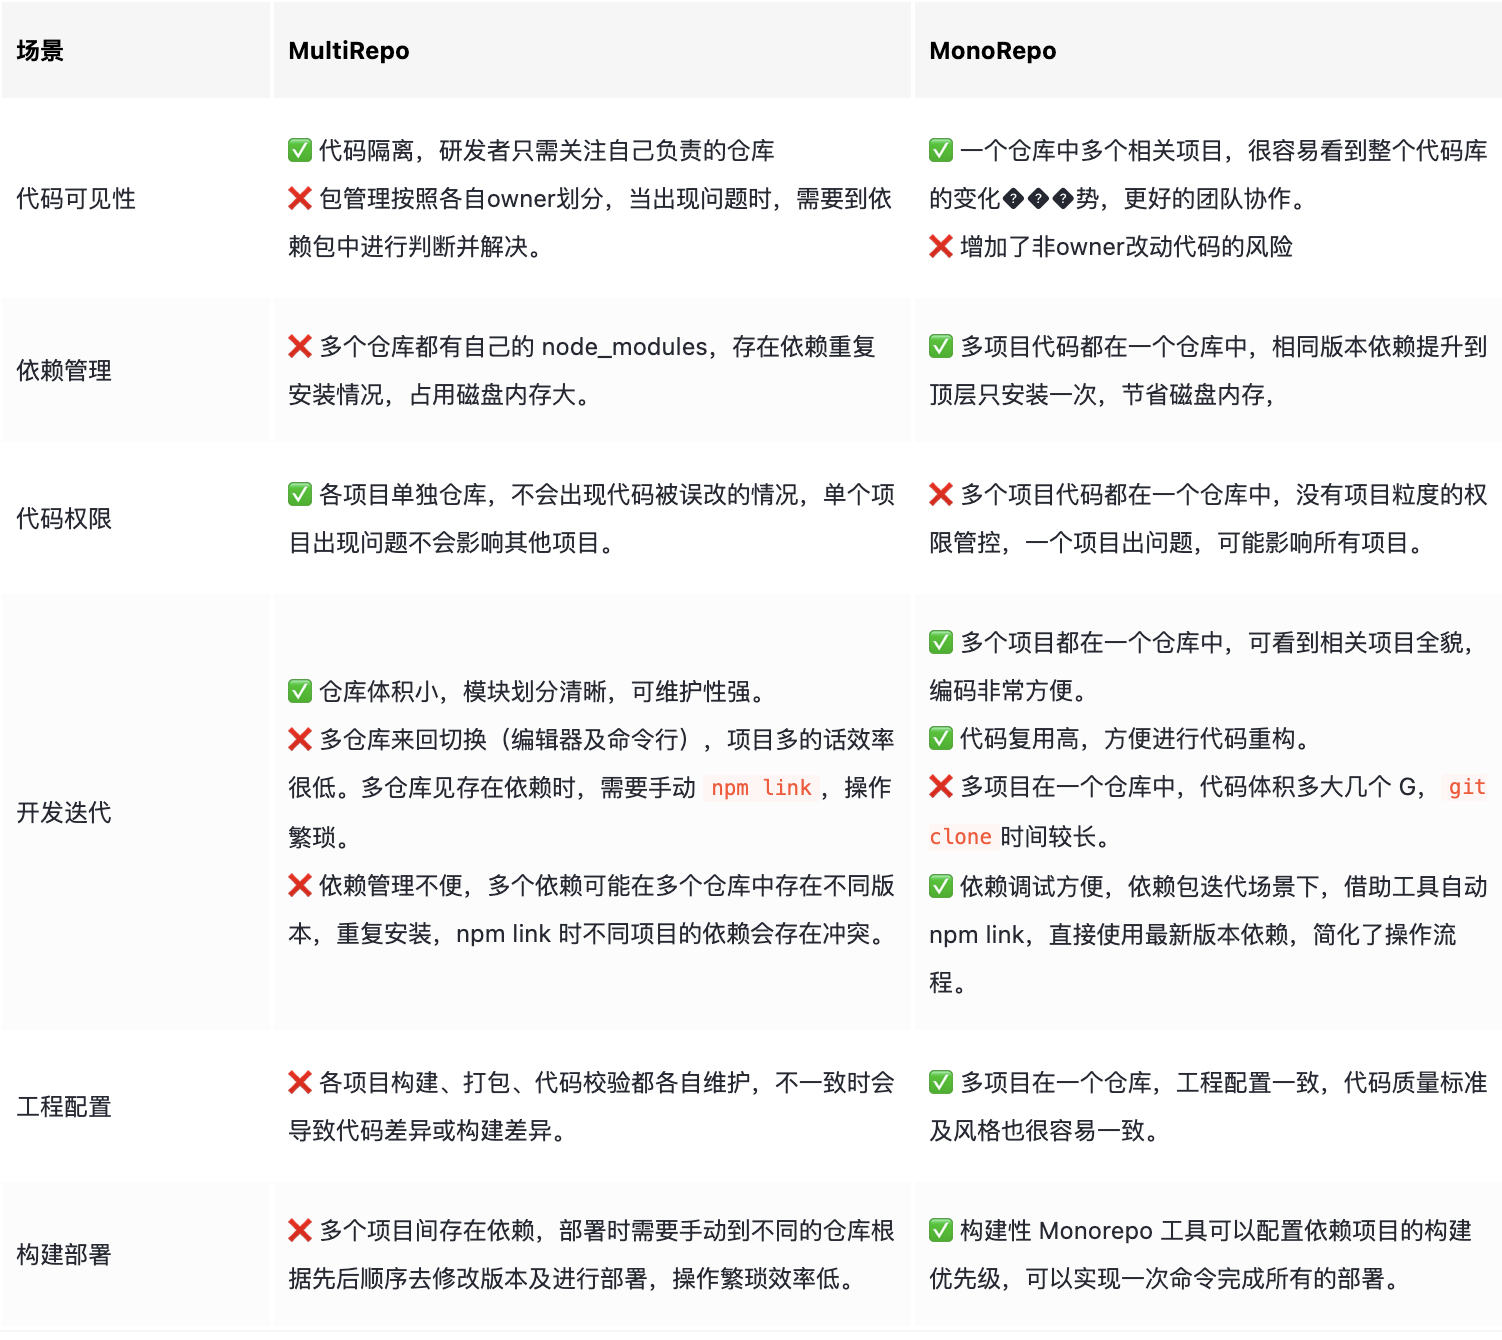 场景
MultiRepo
MonoRepo
代码可见性
✅ 代码隔离，研发者只需关注自己负责的仓库
❌ 包管理按照各自owner划分，当出现问题时，需要到依
赖包中进行判断并解决。
✅ 一个仓库中多个相关项目，很容易看到整个代码库
的变化���势，更好的团队协作。
❌ 增加了非owner改动代码的风险
依赖管理
❌ 多个仓库都有自己的 node_modules，存在依赖重复
安装情况，占用磁盘内存大。
✅ 多项目代码都在一个仓库中，相同版本依赖提升到
顶层只安装一次，节省磁盘内存，
代码权限
✅ 各项目单独仓库，不会出现代码被误改的情况，单个项
目出现问题不会影响其他项目。
❌ 多个项目代码都在一个仓库中，没有项目粒度的权
限管控，一个项目出问题，可能影响所有项目。
开发迭代
✅ 仓库体积小，模块划分清晰，可维护性强。
❌ 多仓库来回切换（编辑器及命令行），项目多的话效率
很低。多仓库见存在依赖时，需要手动 npm link，操作
繁琐。
❌ 依赖管理不便，多个依赖可能在多个仓库中存在不同版
本，重复安装，npm link 时不同项目的依赖会存在冲突。
✅ 多个项目都在一个仓库中，可看到相关项目全貌，
编码非常方便。
✅ 代码复用高，方便进行代码重构。
❌ 多项目在一个仓库中，代码体积多大几个 G， git
clone 时间较长。
✅ 依赖调试方便，依赖包迭代场景下，借助工具自动
npm link，直接使用最新版本依赖，简化了操作流
程。
工程配置
❌ 各项目构建、打包、代码校验都各自维护，不一致时会
导致代码差异或构建差异。
✅ 多项目在一个仓库，工程配置一致，代码质量标准
及风格也很容易一致。
构建部署
❌ 多个项目间存在依赖，部署时需要手动到不同的仓库根
据先后顺序去修改版本及进行部署，操作繁琐效率低。
✅ 构建性 Monorepo 工具可以配置依赖项目的构建
优先级，可以实现一次命令完成所有的部署。